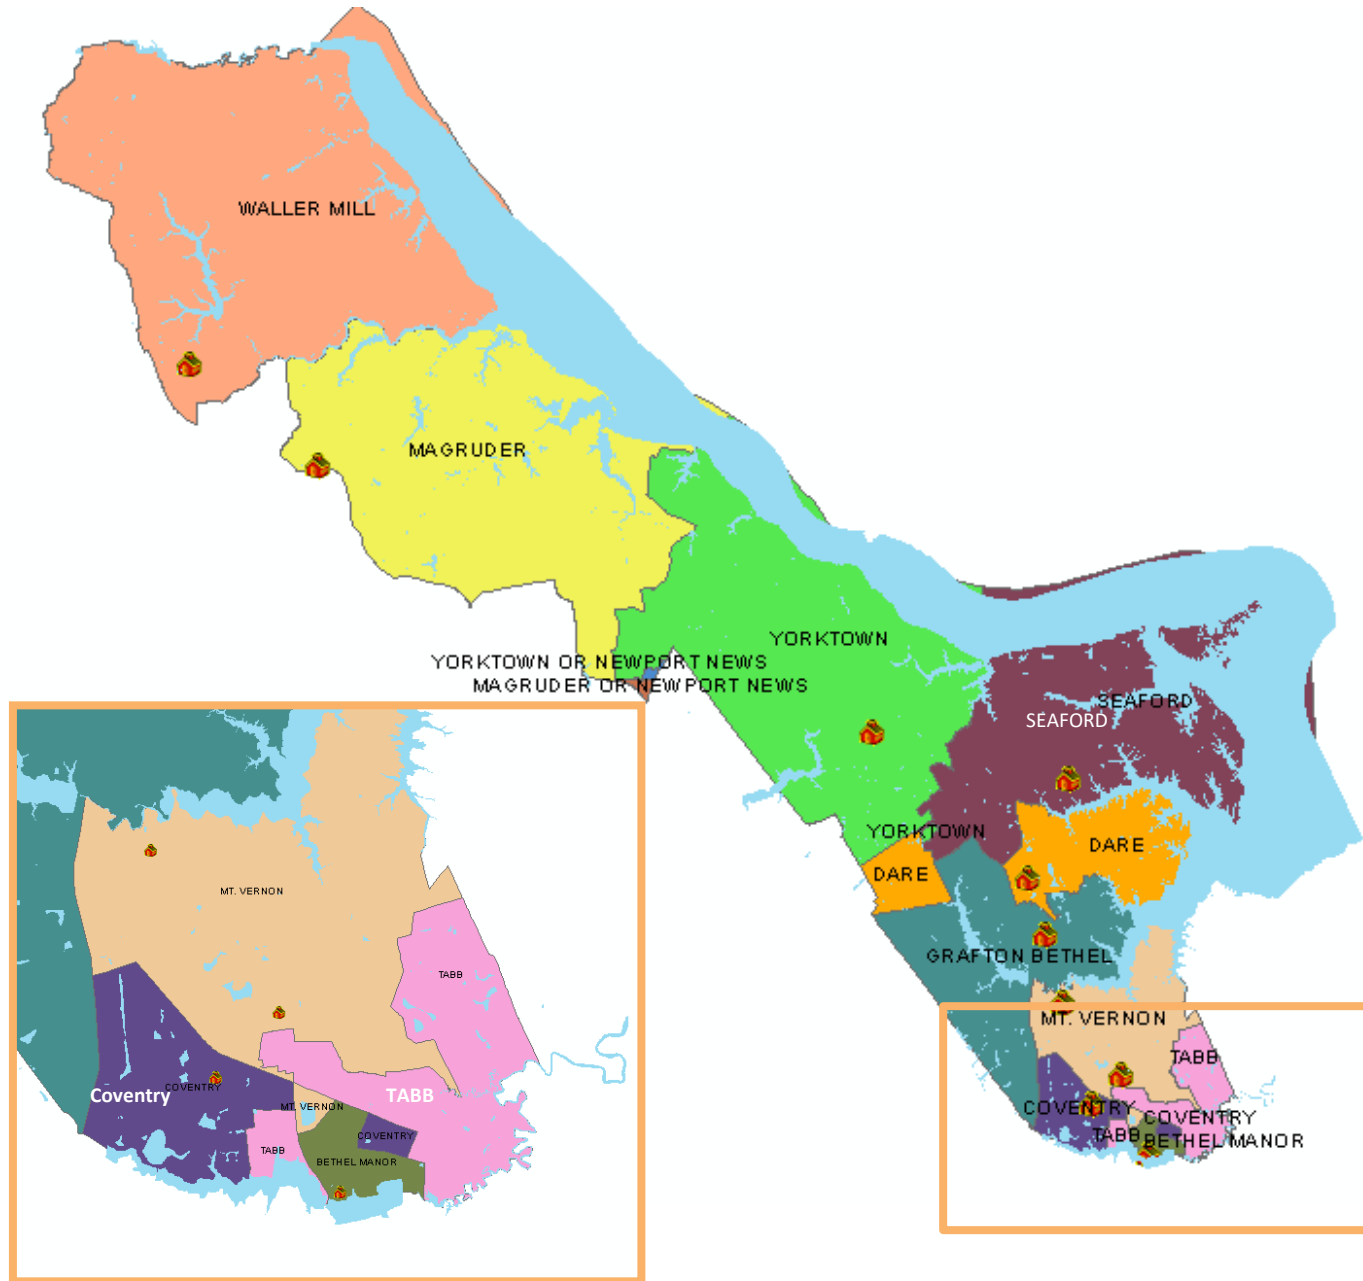 WALLER MILL
MAGRUDER
YORKTOWN
YORKTOWN OR NEWPORT NEWS
MAGRUDER OR NEWPORT NEWS
SEAFORD
SEAFORD
YORKTOWN
DARE
DARE
GRAFTON BETHEL
MT. VERNON
TABB
COVENTRY
COVENTRY
TABB
BETHEL MANOR
MT. VERNON
TABB
COVENTRY
Coventry
TABB
MT. VERNON
COVENTRY
TABB
BETHEL MANOR